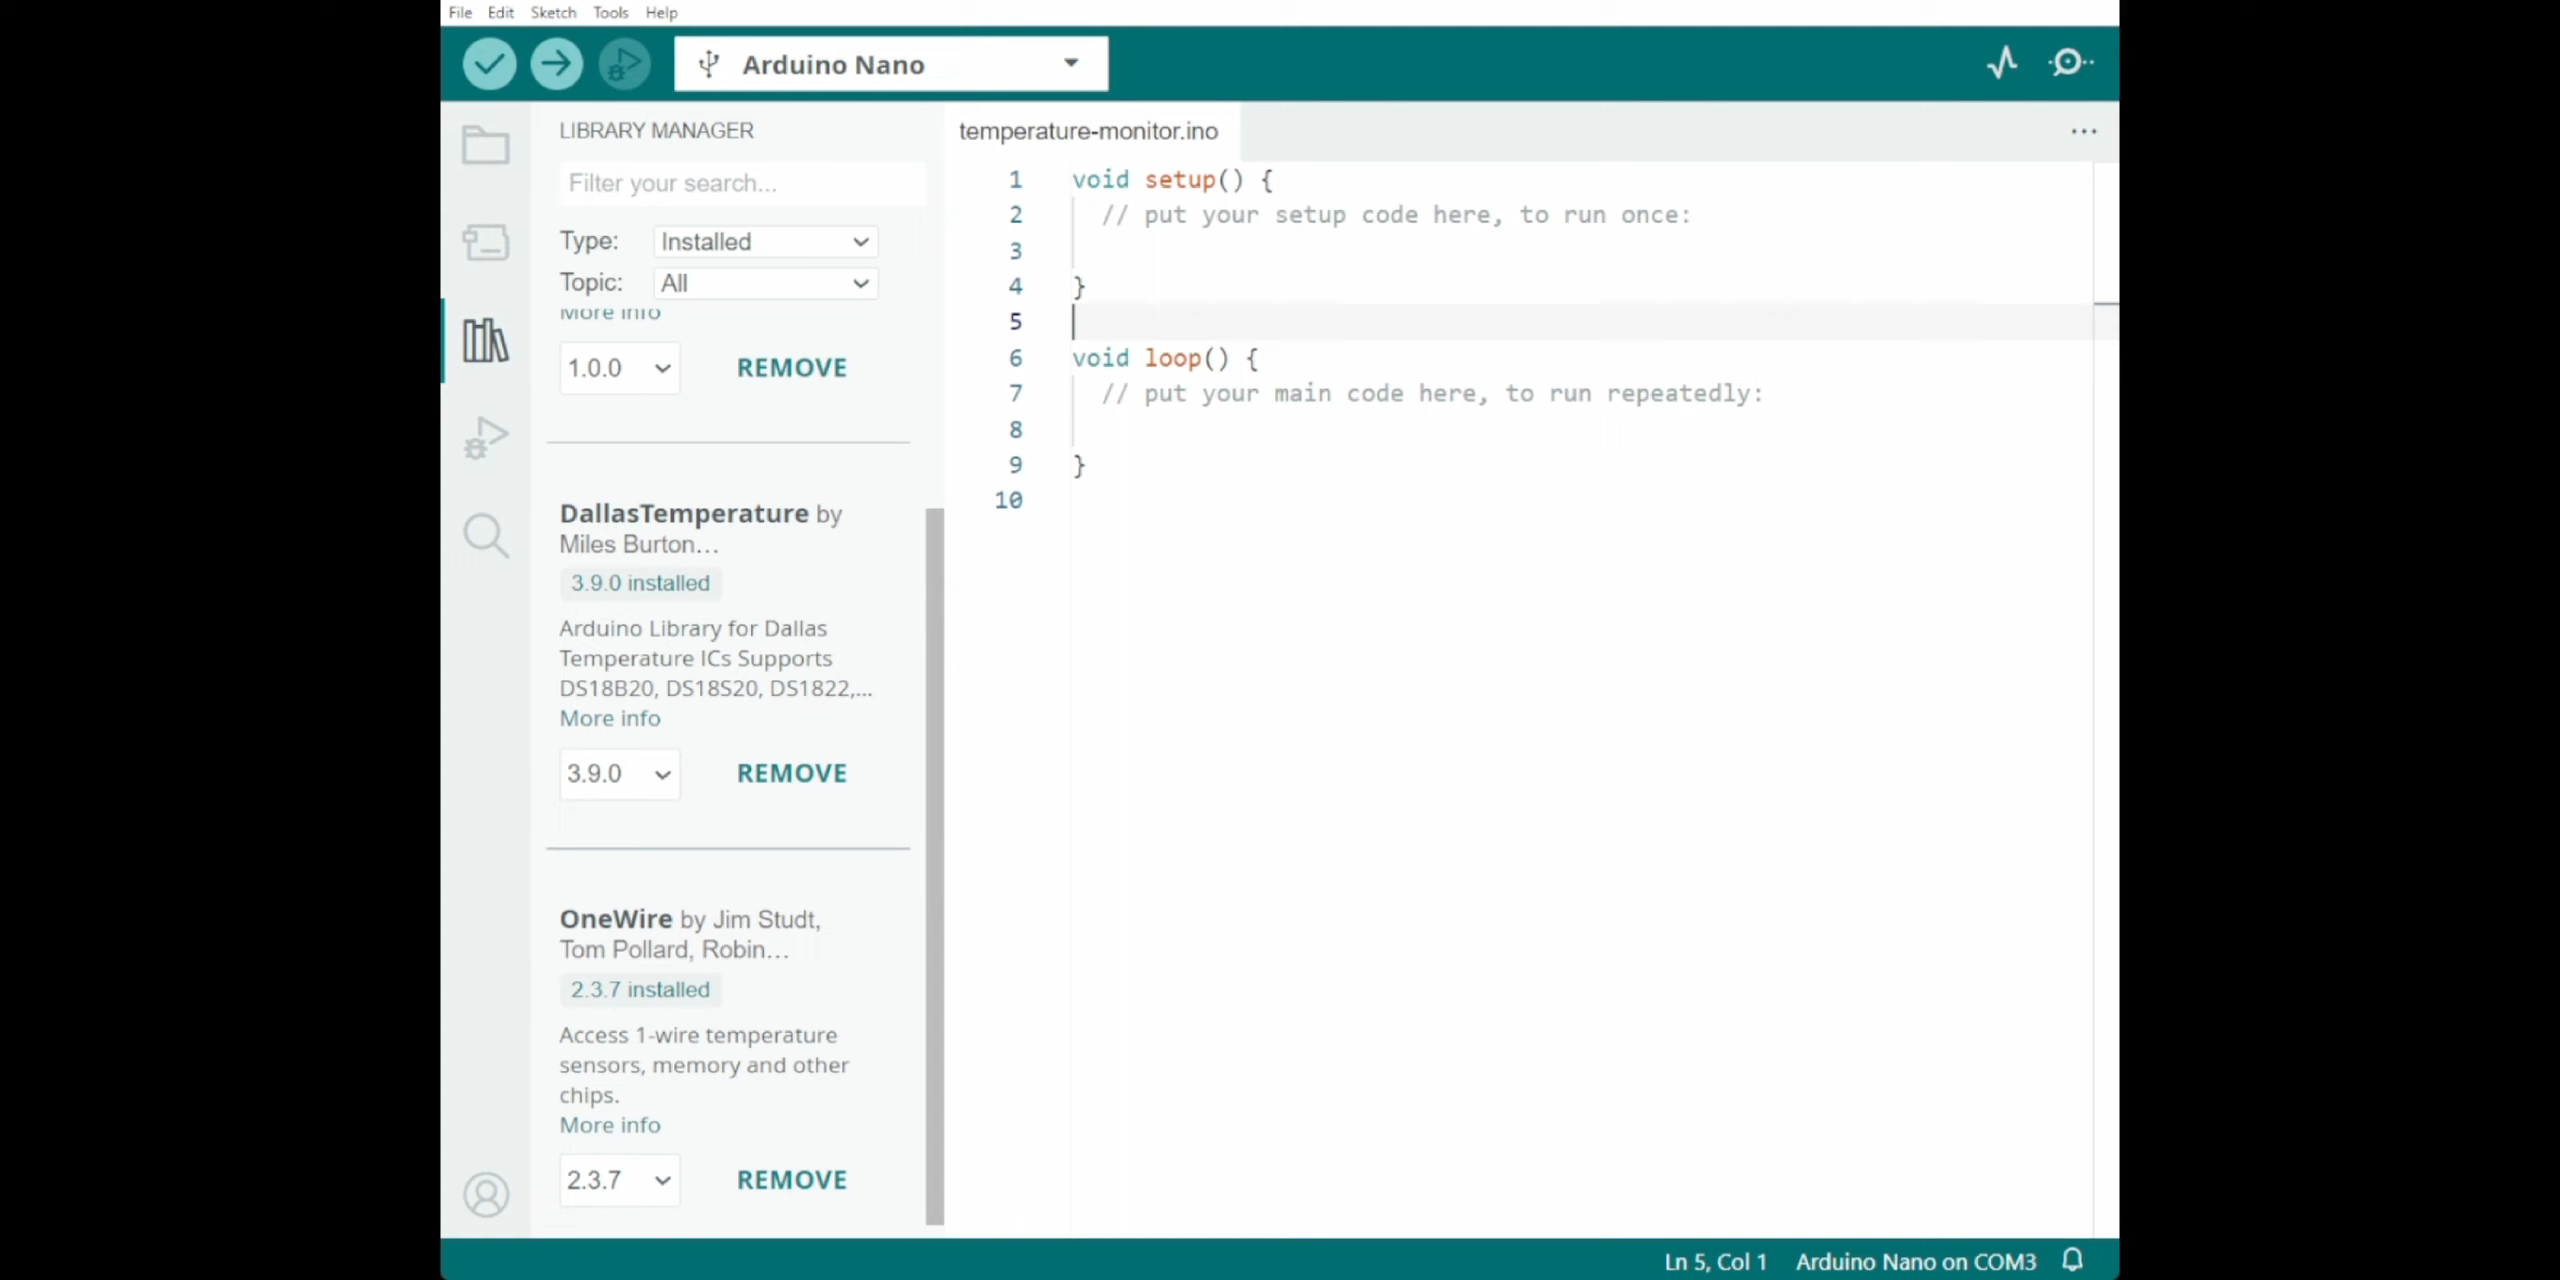 File Edit Sketch Tools Help
Arduino Nano
LIBRARY MANAGER
Filter your search...
Type: Installed
Topic: All
More info
1.0.0 REMOVE
DallasTemperature by
Miles Burton...
3.9.0 installed
Arduino Library for Dallas
Temperature ICs Supports
DS18B20, DS18S20, DS1822,...
More info
3.9.0 REMOVE
OneWire by Jim Studt,
Tom Pollard, Robin...
2.3.7 installed
Access 1-wire temperature
sensors, memory and other
chips.
More info
2.3.7 REMOVE
temperature-monitor.ino
1 void setup() {
2 // put your setup code here, to run once:
3
4 }
5
6 void loop() {
7 // put your main code here, to run repeatedly:
8
9 }
10
Ln 5, Col 1 Arduino Nano on COM3